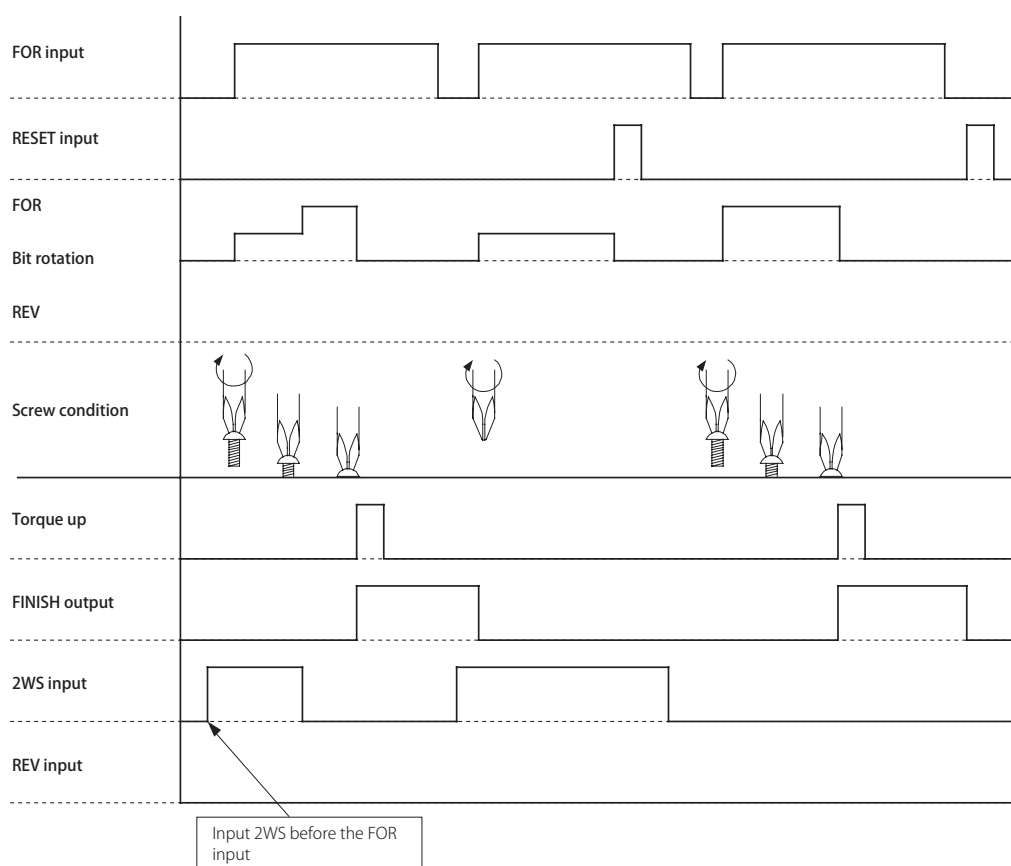 FOR input
RESET input
FOR
Bit rotation
REV
Screw condition
Torque up
FINISH output
2WS input
REV input
Input 2WS before the FOR
input